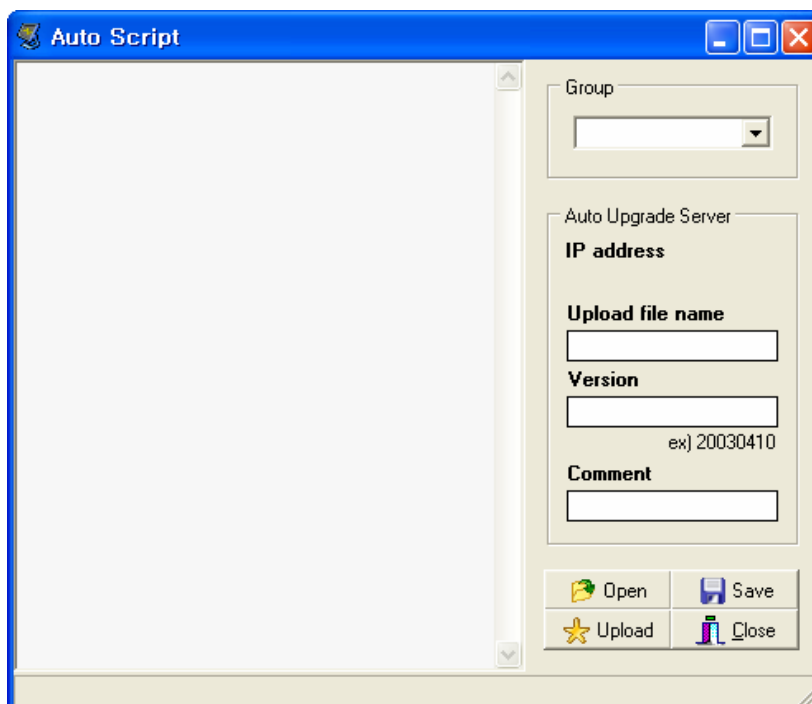 Auto Script
Group
Auto Upgrade Server
IP address
Upload file name
Version
ex) 20030410
Comment
Open
Save
Upload
Close